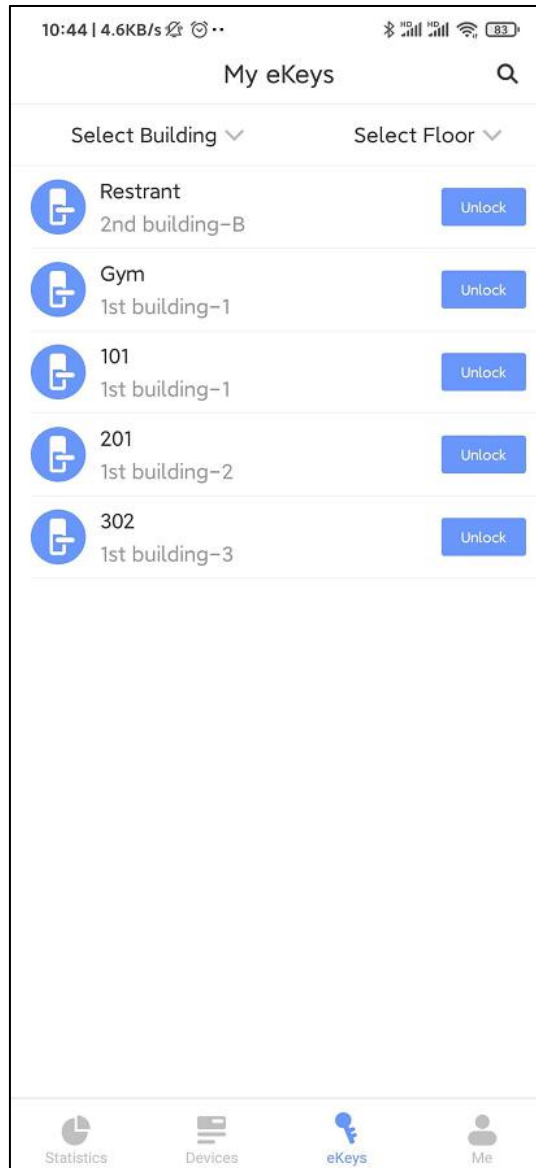 10:44 | 4.6KB/s
83
My eKeys
Select Building Select Floor
Restrant
2nd building-B
Unlock
Gym
1st building-1
Unlock
101
1st building-1
Unlock
201
1st building-2
Unlock
302
1st building-3
Unlock
Statistics Devices eKeys Me